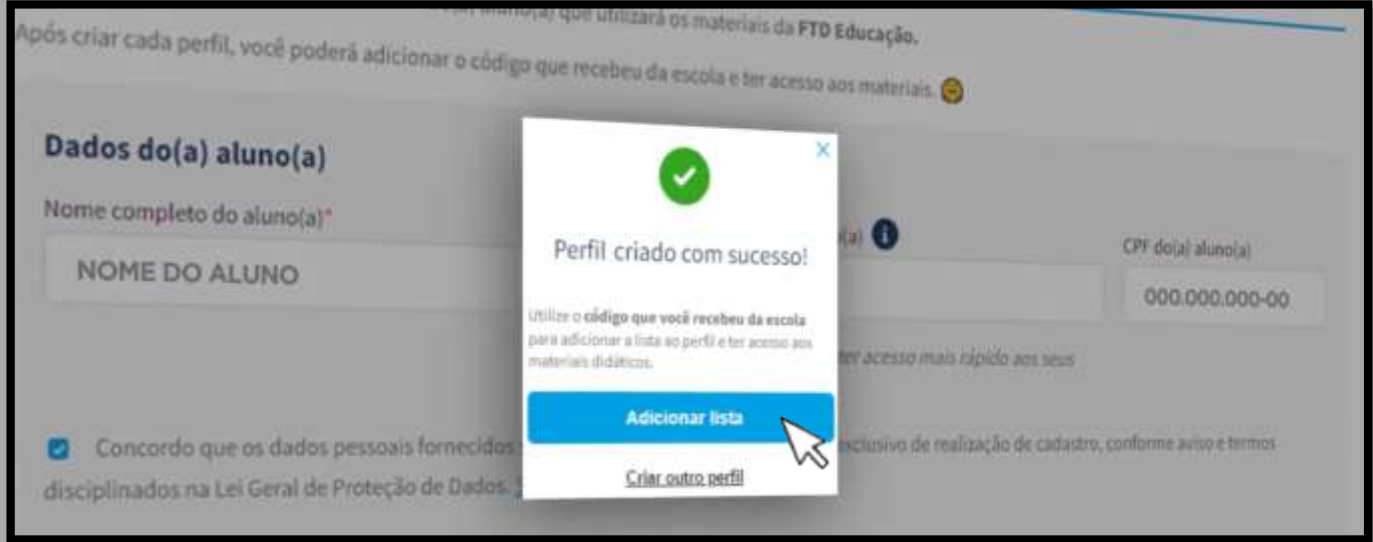 aluno(a) que utilizará os materiais da FTD Educação.
Após criar cada perfil, você poderá adicionar o código que recebeu da escola e ter acesso aos materiais.
Dados do(a) aluno(a)
Nome completo do aluno(a)*
NOME DO ALUNO
CPF do(a) aluno(a)
000.000.000-00
ter acesso mais rápido aos seus
Concordo que os dados pessoais fornecidos
exclusivo de realização de cadastro, conforme aviso e termos
disciplinados na Lei Geral de Proteção de Dados.
Perfil criado com sucesso!
Utilize o código que você recebeu da escola
para adicionar a lista ao perfil e ter acesso aos
materiais didáticos.
Adicionar lista
Criar outro perfil